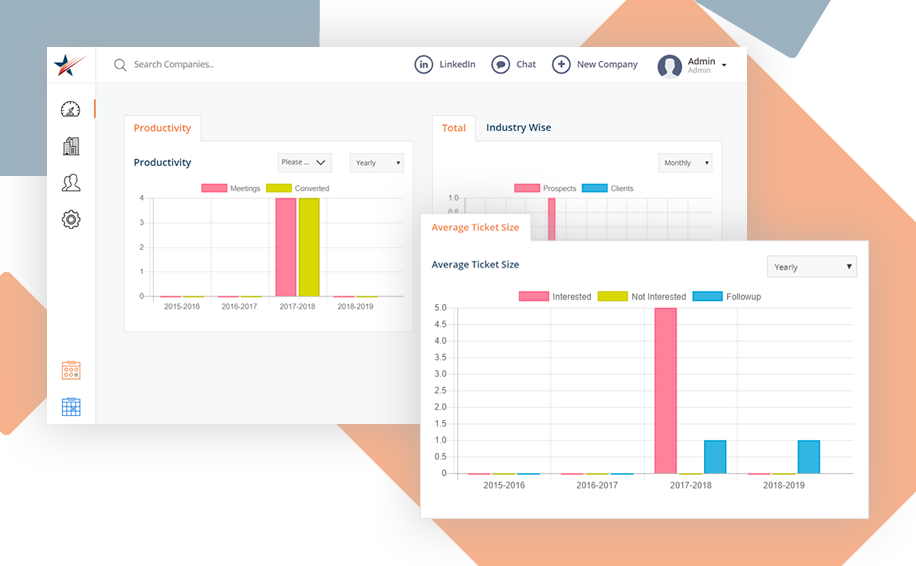 Search Companies..
LinkedIn
Chat
New Company
Admin
Admin
Productivity
Productivity
Please ...
Yearly
Meetings
Converted
4
3
2
1
0
2015-2016
2016-2017
2017-2018
2018-2019
Total
Industry Wise
Monthly
Prospects
Clients
1.0
0.8
Average Ticket Size
Average Ticket Size
Yearly
Interested
Not Interested
Followup
5.0
4.5
4.0
3.5
3.0
2.5
2.0
1.5
1.0
0.5
0
2015-2016
2016-2017
2017-2018
2018-2019